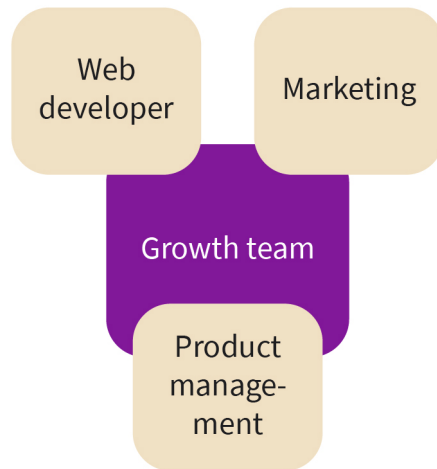 Web
developer
Marketing
Growth team
Product
manage-
ment